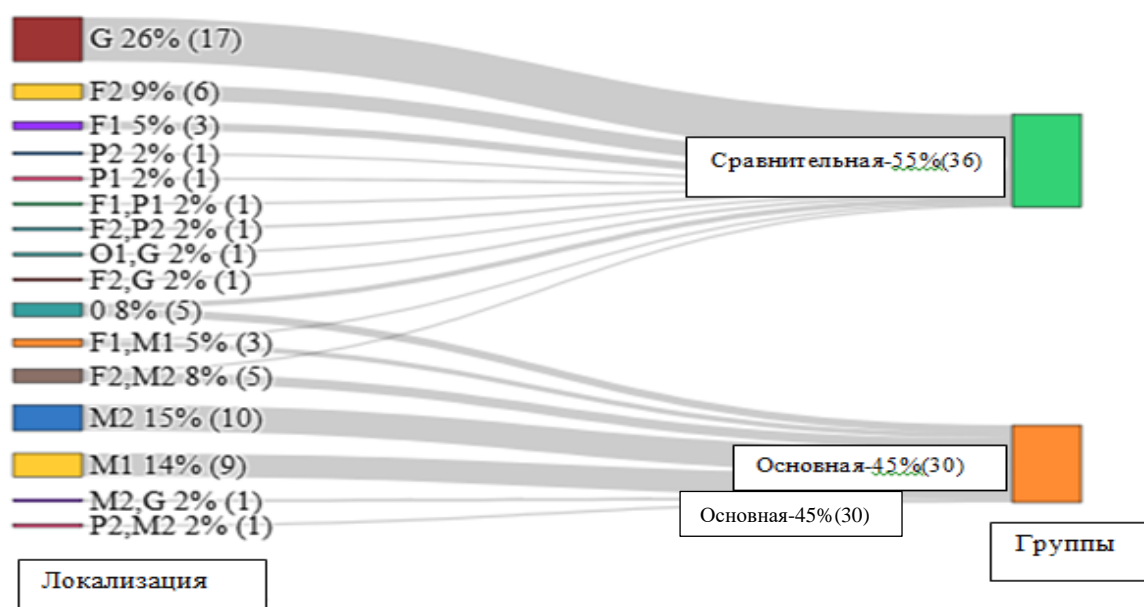 G 26% (17)
F2 9% (6)
F1 5% (3)
P2 2% (1)
P1 2% (1)
F1,P1 2% (1)
F2,P2 2% (1)
O1,G 2% (1)
F2,G 2% (1)
0 8% (5)
F1,M1 5% (3)
F2,M2 8% (5)
M2 15% (10)
M1 14% (9)
M2,G 2% (1)
P2,M2 2% (1)
Локализация
Сравнительная-55%(36)
Основная-45%(30)
Основная-45%(30)
Группы